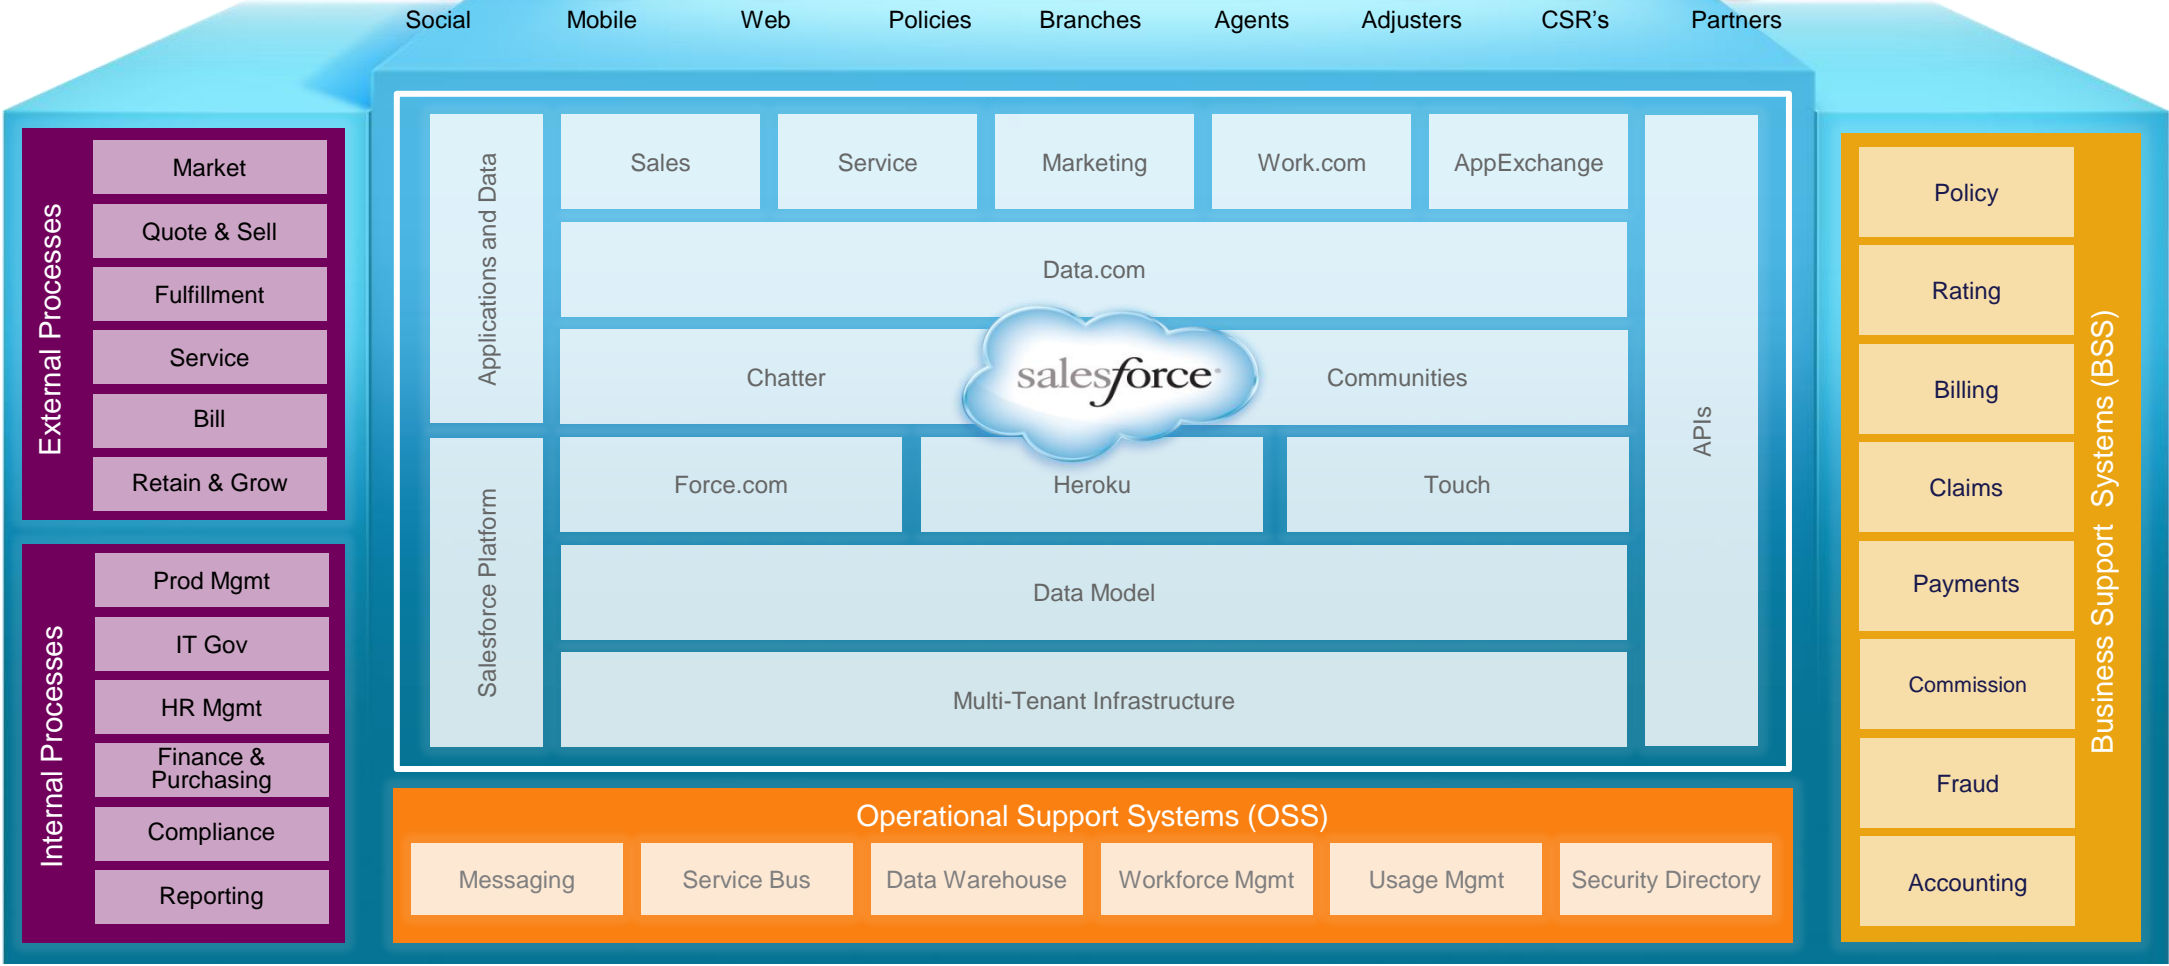 Social Mobile Web Policies Branches Agents Adjusters CSR's Partners
External Processes
Market
Quote & Sell
Fulfillment
Service
Bill
Retain & Grow
Internal Processes
Prod Mgmt
IT Gov
HR Mgmt
Finance &
Purchasing
Compliance
Reporting
Applications and Data
Sales Service Marketing Work.com AppExchange
Data.com
Chatter salesforce Communities
Salesforce Platform
Force.com Heroku Touch
Data Model
Multi-Tenant Infrastructure
APIs
Operational Support Systems (OSS)
Messaging Service Bus Data Warehouse Workforce Mgmt Usage Mgmt Security Directory
Policy
Rating
Billing
Claims
Payments
Commission
Fraud
Accounting
Business Support Systems (BSS)